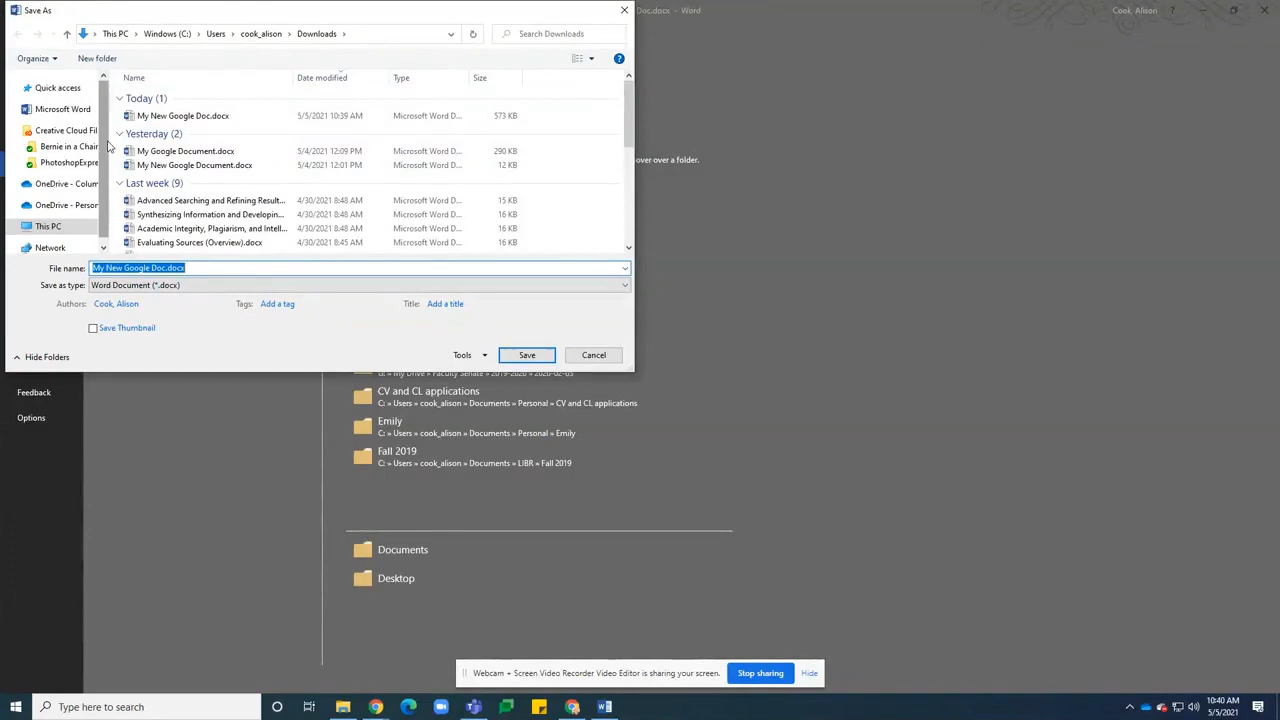 Save As
Doc.docx - Word
Cook, Alison
This PC
Windows (C:)
Users
cook_alison
Downloads
Search Downloads
Organize
New folder
Name
Date modified
Type
Size
Quick access
Microsoft Word
Creative Cloud Fil
Bernie in a Chair
PhotoshopExpre
OneDrive - Colum
OneDrive - Person
This PC
Network
Today (1)
My New Google Doc.docx 5/5/2021 10:39 AM Microsoft Word D... 573 KB
Yesterday (2)
My Google Document.docx 5/4/2021 12:09 PM Microsoft Word D... 290 KB
My New Google Document.docx 5/4/2021 12:01 PM Microsoft Word D... 12 KB
Last week (9)
Advanced Searching and Refining Result... 4/30/2021 8:48 AM Microsoft Word D... 15 KB
Synthesizing Information and Developin... 4/30/2021 8:48 AM Microsoft Word D... 16 KB
Academic Integrity, Plagiarism, and Intell... 4/30/2021 8:48 AM Microsoft Word D... 16 KB
Evaluating Sources (Overview).docx 4/30/2021 8:45 AM Microsoft Word D... 16 KB
over over a folder.
File name: My New Google Doc.docx
Save as type: Word Document (*.docx)
Authors: Cook, Alison
Tags: Add a tag
Title: Add a title
Save Thumbnail
Hide Folders
Tools
Save
Cancel
Feedback
Options
G: » My Drive » Faculty Senate » 2019-2020 » 2020-02-05
CV and CL applications
C: » Users » cook_alison » Documents » Personal » CV and CL applications
Emily
C: » Users » cook_alison » Documents » Personal » Emily
Fall 2019
C: » Users » cook_alison » Documents » LIBR » Fall 2019
Documents
Desktop
Webcam + Screen Video Recorder Video Editor is sharing your screen.
Stop sharing
Hide
Type here to search
10:40 AM
5/5/2021